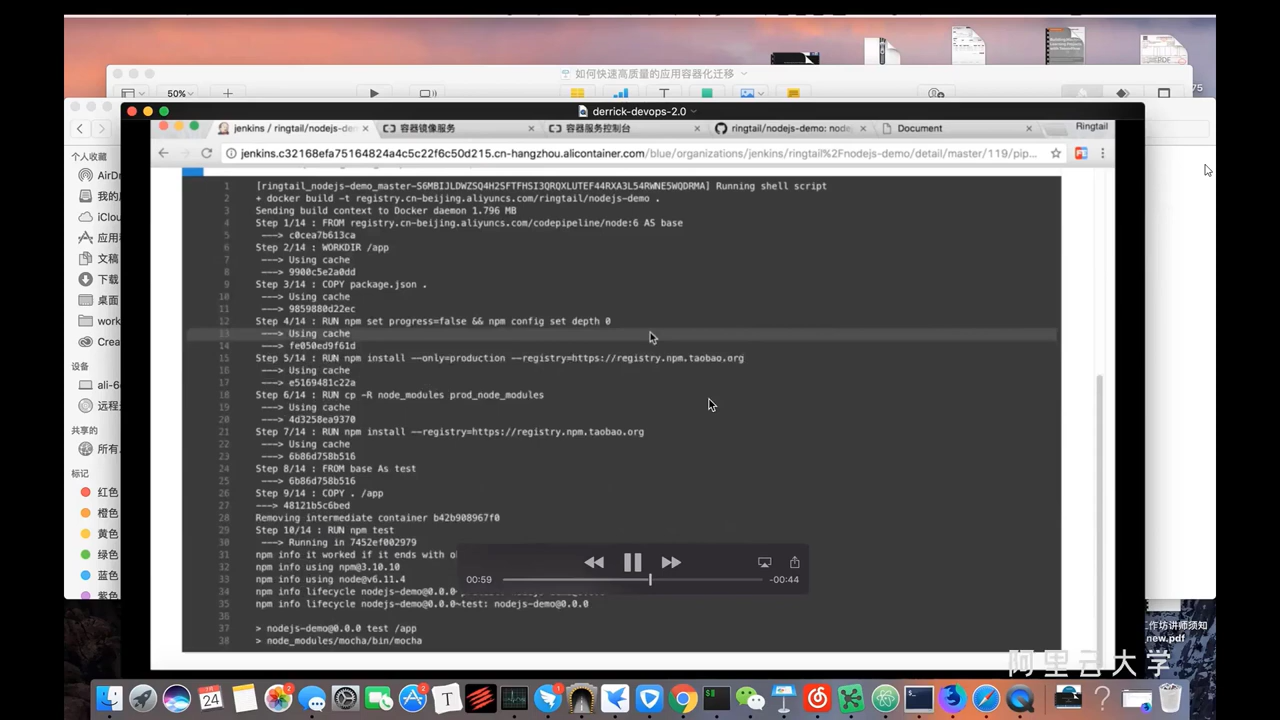 如何快速高质量的应用容器化迁移
50%
75
derrick-devops-2.0
jenkins / ringtail/nodejs-de
容器镜像服务
容器服务控制台
ringtail/nodejs-demo: node
Document
Ringtail
jenkins.c32168efa75164824a4c5c22f6c50d215.cn-hangzhou.alicontainer.com/blue/organizations/jenkins/ringtail%2Fnodejs-demo/detail/master/119/pip...
个人收藏
AirDr
我的
iClou
应用
文稿
下载
桌面
work
Crea
设备
ali-6
远程
共享的
所有
标记
红色
橙色
黄色
绿色
蓝色
紫色
1 [ringtail_nodejs-demo_master-S6MBIJLDWZSQ4H2SFTFHSI3QRQXLUTEF44RXA3L54RWNE5WQDRMA] Running shell script
2 + docker build -t registry.cn-beijing.aliyuncs.com/ringtail/nodejs-demo .
3 Sending build context to Docker daemon 1.796 MB
4 Step 1/14 : FROM registry.cn-beijing.aliyuncs.com/codepipeline/node:6 AS base
5 ---> c0cea7b613ca
6 Step 2/14 : WORKDIR /app
7 ---> Using cache
8 ---> 9900c5e2a0dd
9 Step 3/14 : COPY package.json .
10 ---> Using cache
11 ---> 9859880d22ec
12 Step 4/14 : RUN npm set progress=false && npm config set depth 0
13 ---> Using cache
14 ---> fe050ed9f61d
15 Step 5/14 : RUN npm install --only=production --registry=https://registry.npm.taobao.org
16 ---> Using cache
17 ---> e5169481c22a
18 Step 6/14 : RUN cp -R node_modules prod_node_modules
19 ---> Using cache
20 ---> 4d3258ea9370
21 Step 7/14 : RUN npm install --registry=https://registry.npm.taobao.org
22 ---> Using cache
23 ---> 6b86d758b516
24 Step 8/14 : FROM base As test
25 ---> 6b86d758b516
26 Step 9/14 : COPY . /app
27 ---> 48121b5c6bed
28 Removing intermediate container b42b908967f0
29 Step 10/14 : RUN npm test
30 ---> Running in 7452ef002979
31 npm info it worked if it ends with o
32 npm info using npm@3.10.10
33 npm info using node@v6.11.4
34 npm info lifecycle nodejs-demo@0.0.0~
35 npm info lifecycle nodejs-demo@0.0.0~test: nodejs-demo@0.0.0
36
37 > nodejs-demo@0.0.0 test /app
38 > node_modules/mocha/bin/mocha
00:59
-00:44
工作坊讲师须知
_new.pdf
阿里云大学
24